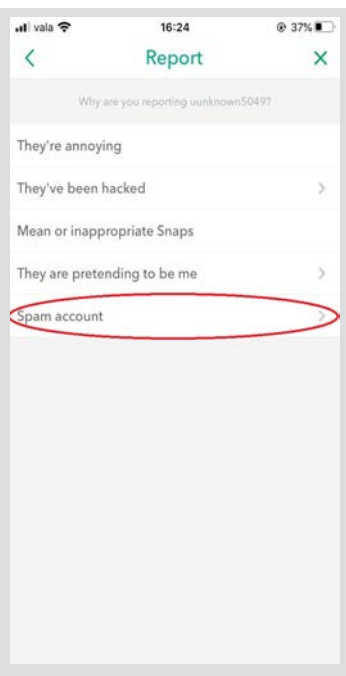 vala 16:24 37%
Report
Why are you reporting uunknown5049?
They're annoying
They've been hacked
Mean or inappropriate Snaps
They are pretending to be me
Spam account